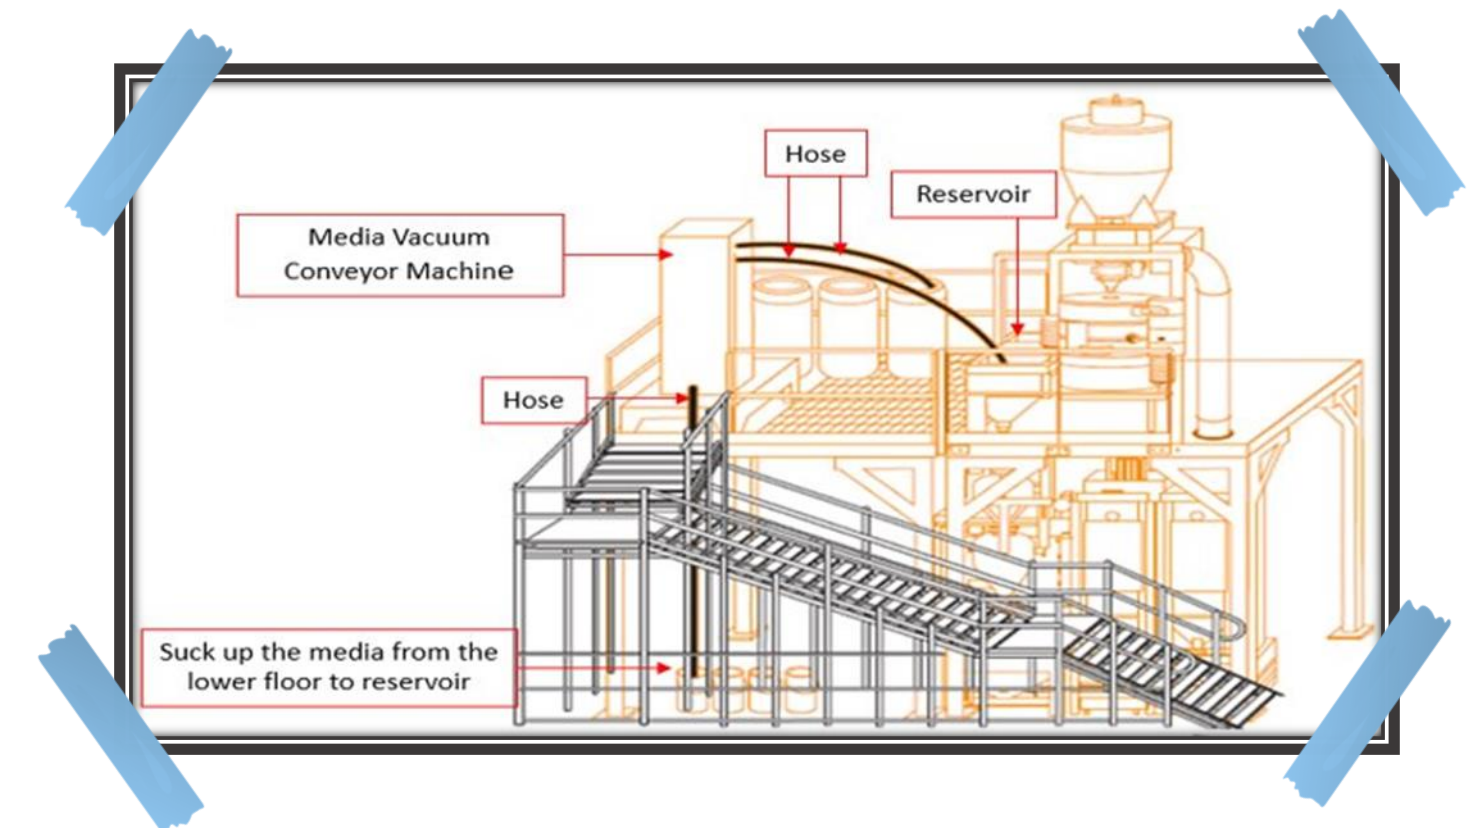 Hose
Reservoir
Media Vacuum
Conveyor Machine
Hose
Suck up the media from the
lower floor to reservoir